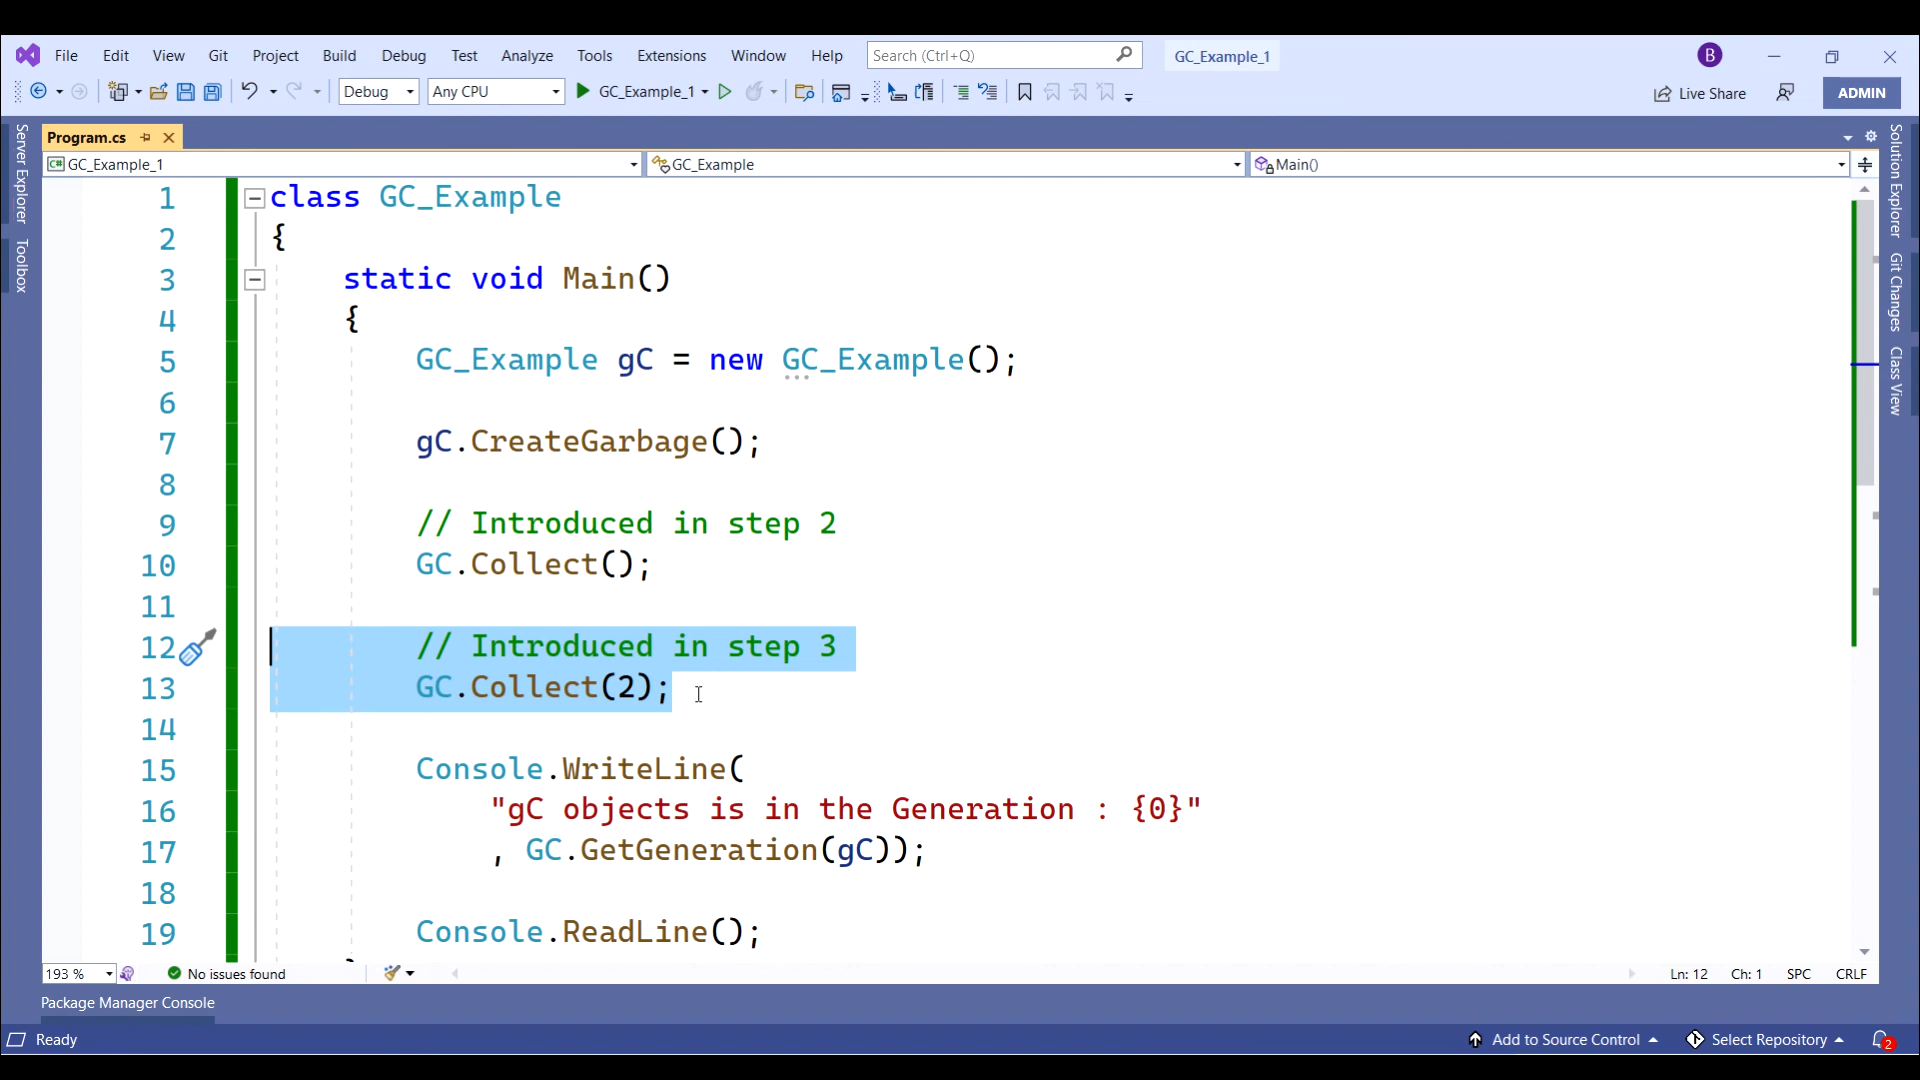 File Edit View Git Project Build Debug Test Analyze Tools Extensions Window Help Search (Ctrl+Q) GC_Example_1 B
Debug Any CPU GC_Example_1 Live Share ADMIN
Program.cs
GC_Example_1 GC_Example Main()
Server Explorer
Toolbox
1 class GC_Example
2 {
3 static void Main()
4 {
5 GC_Example gC = new GC_Example();
6
7 gC.CreateGarbage();
8
9 // Introduced in step 2
10 GC.Collect();
11
12 // Introduced in step 3
13 GC.Collect(2);
14
15 Console.WriteLine(
16 "gC objects is in the Generation : {0}"
17 , GC.GetGeneration(gC));
18
19 Console.ReadLine();
Solution Explorer
Git Changes
Class View
193 % No issues found Ln: 12 Ch: 1 SPC CRLF
Package Manager Console
Ready Add to Source Control Select Repository 2